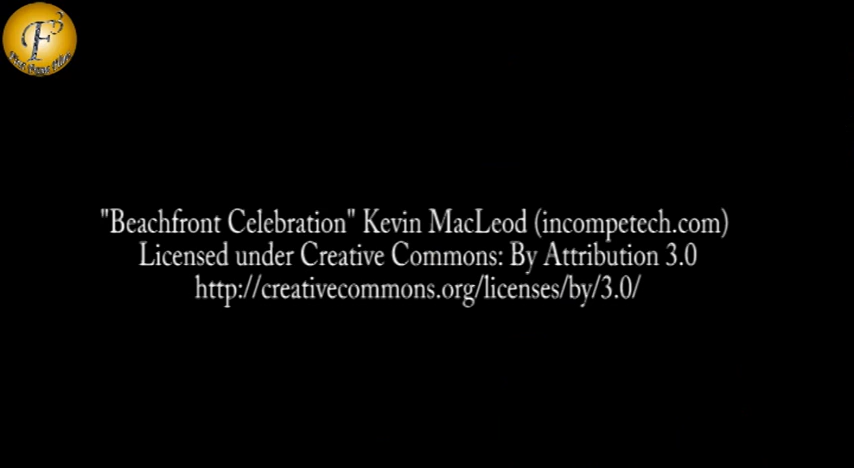 F3
"Beachfront Celebration" Kevin MacLeod (incompetech.com)
Licensed under Creative Commons: By Attribution 3.0
http://creativecommons.org/licenses/by/3.0/